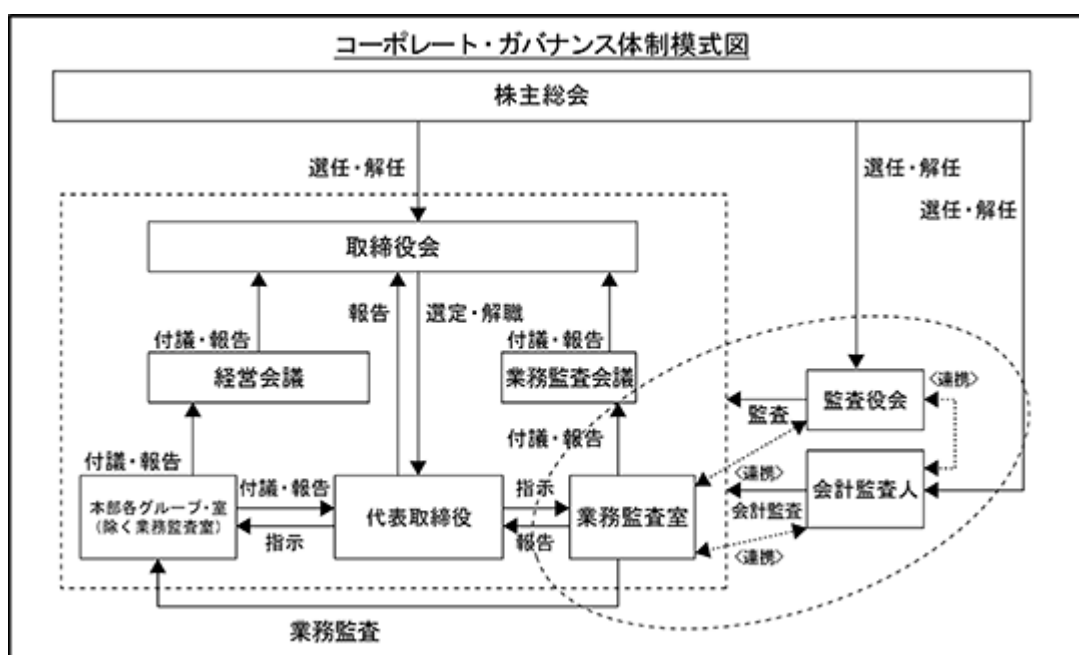 コーポレート・ガバナンス体制模式図
株主総会
選任・解任
選任・解任
選任・解任
取締役会
報告
選定・解職
付議・報告
付議・報告
経営会議
業務監査会議
監査役会
〈連携〉
監査
付議・報告
付議・報告
本部各グループ・室
（除く業務監査室）
付議・報告
指示
代表取締役
指示
報告
業務監査室
〈連携〉
会計監査
〈連携〉
会計監査人
業務監査